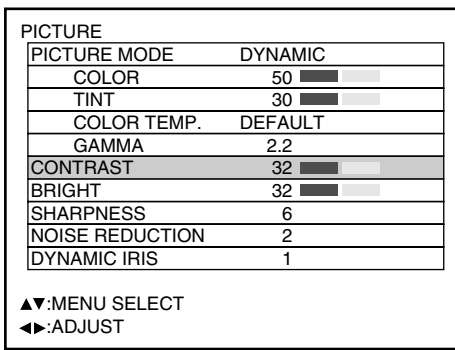 PICTURE
PICTURE MODE DYNAMIC
COLOR 50
TINT 30
COLOR TEMP. DEFAULT
GAMMA 2.2
CONTRAST 32
BRIGHT 32
SHARPNESS 6
NOISE REDUCTION 2
DYNAMIC IRIS 1
▲▼:MENU SELECT
◀▶:ADJUST